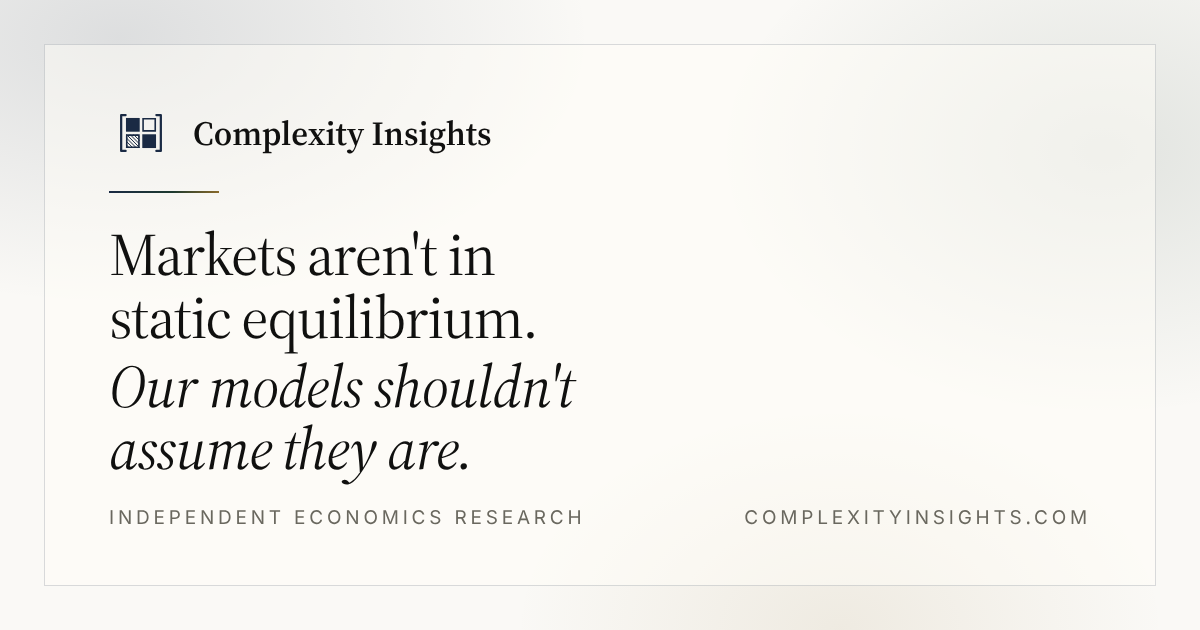 Complexity Insights
Markets aren't in
static equilibrium.
Our models shouldn't
assume they are.
INDEPENDENT ECONOMICS RESEARCH
COMPLEXITYINSIGHTS.COM